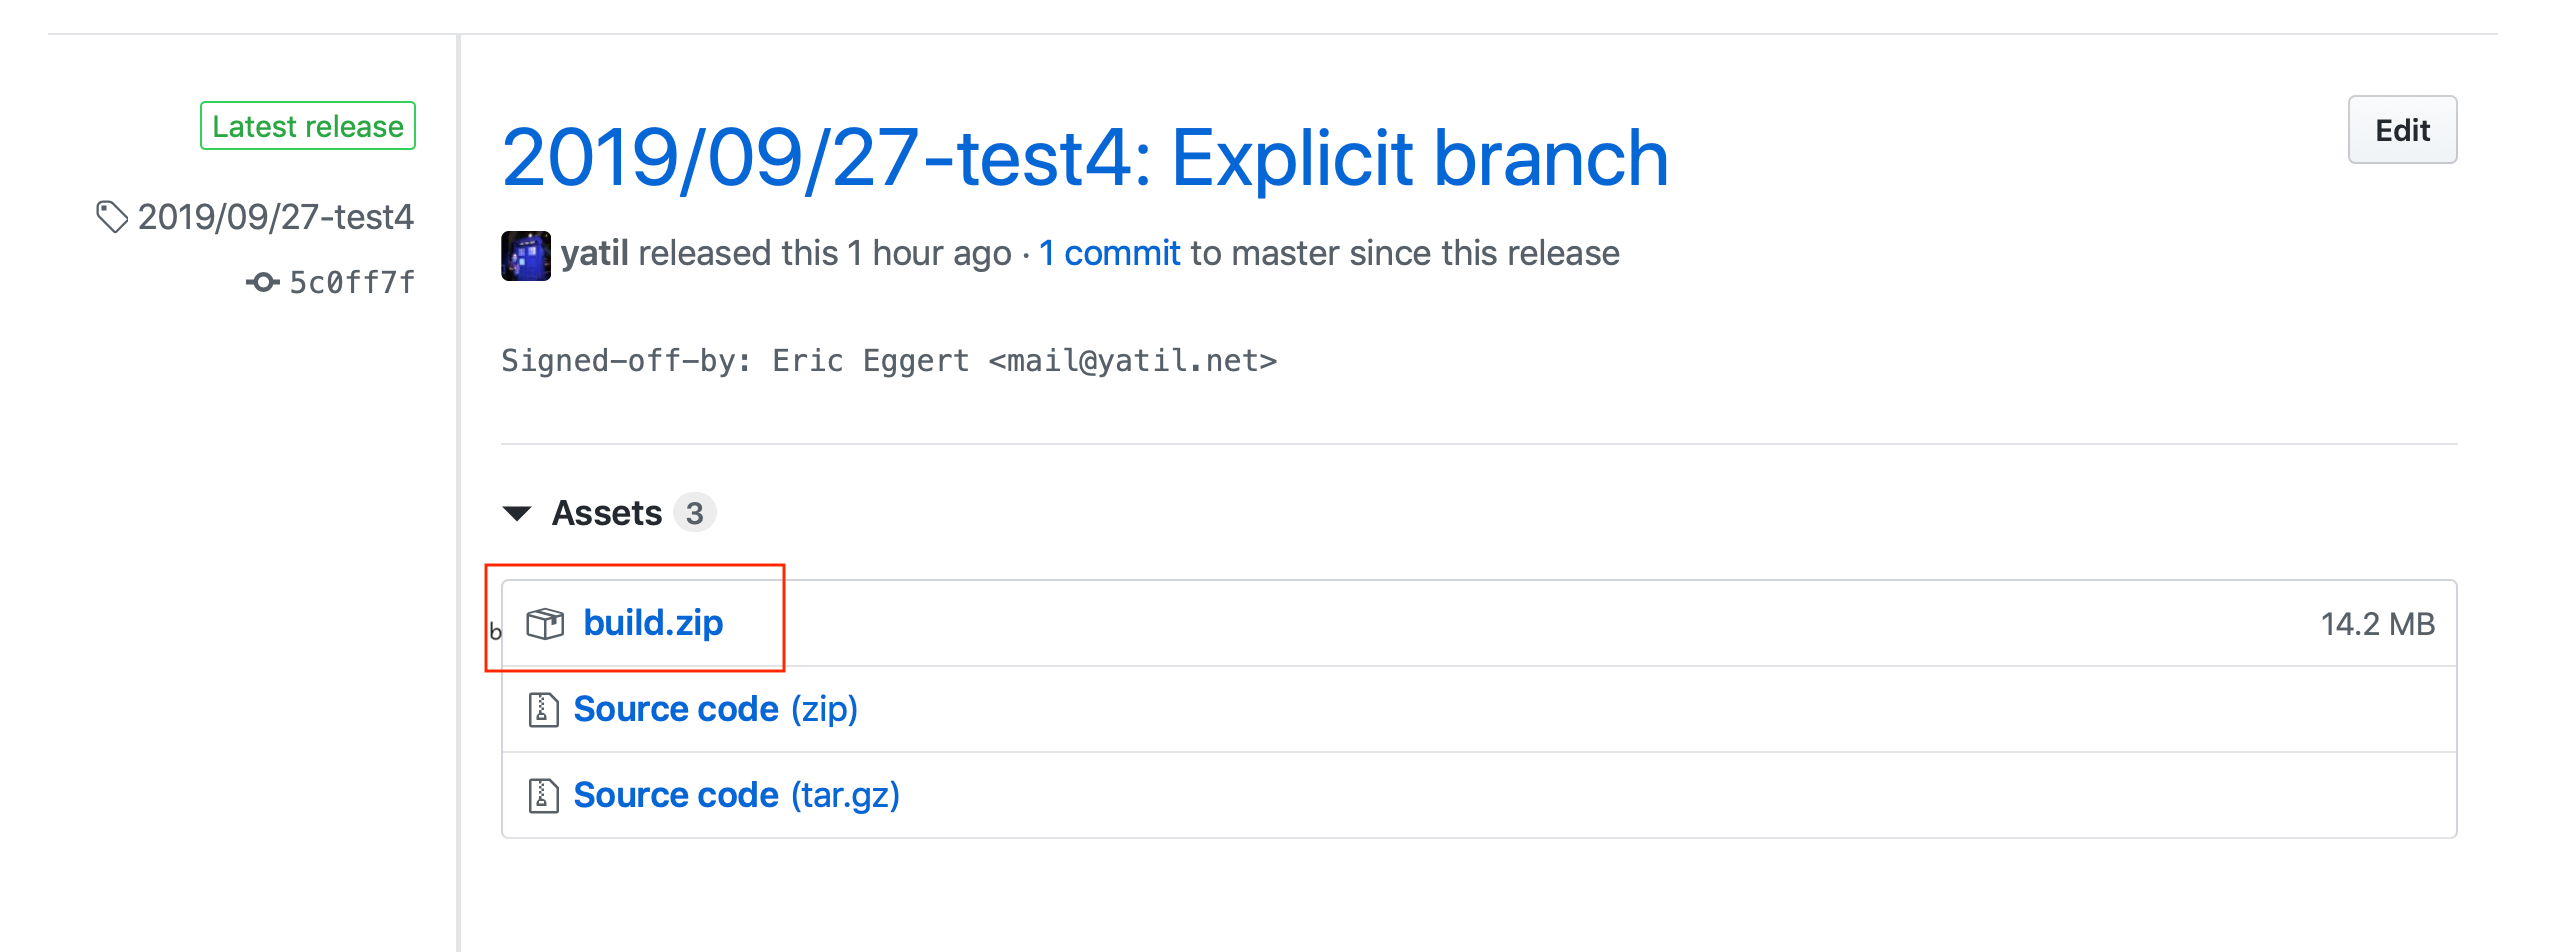 Latest release
2019/09/27-test4
5c0ff7f
2019/09/27-test4: Explicit branch
Edit
yatil released this 1 hour ago · 1 commit to master since this release
Signed-off-by: Eric Eggert <mail@yatil.net>
Assets 3
b
build.zip 14.2 MB
Source code (zip)
Source code (tar.gz)